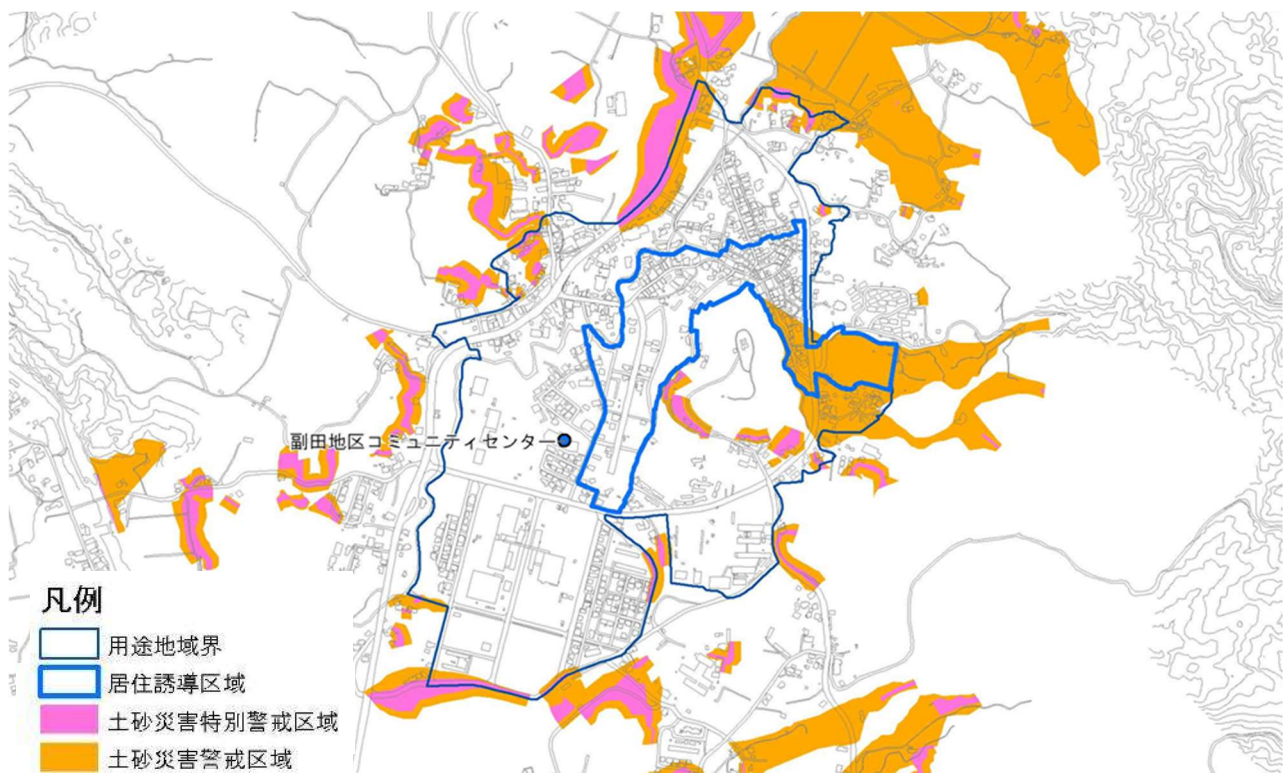 副田地区コミュニティセンター
凡例
用途地域界
居住誘導区域
土砂災害特別警戒区域
土砂災害警戒区域